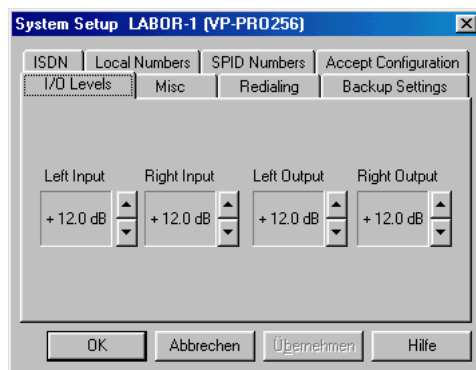 System Setup LABOR-1 (VP-PRO256)
ISDN Local Numbers SPID Numbers Accept Configuration
I/O Levels Misc Redialing Backup Settings
Left Input Right Input Left Output Right Output
+ 12.0 dB + 12.0 dB + 12.0 dB + 12.0 dB
OK Abbrechen Übernehmen Hilfe